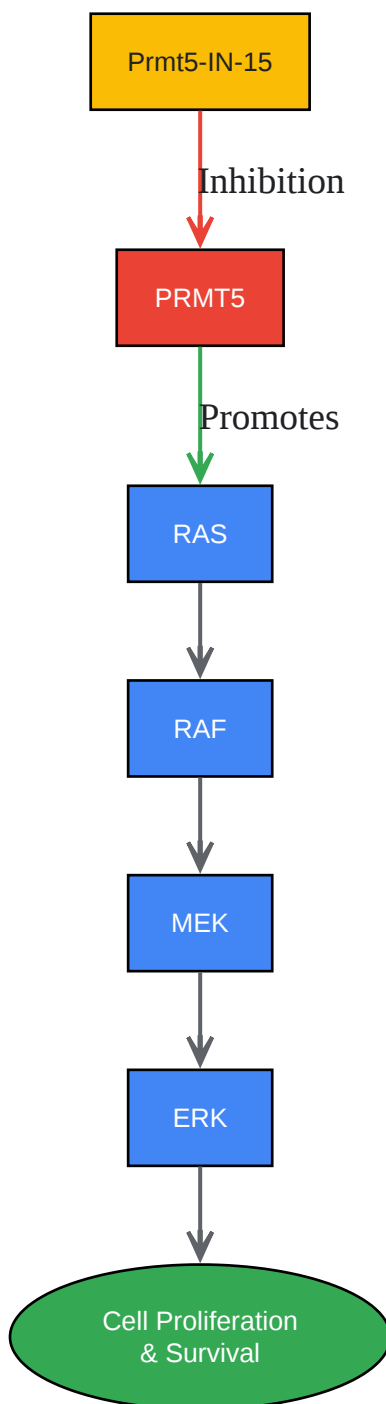 Prmt5-IN-15
Inhibition
PRMT5
Promotes
RAS
RAF
MEK
ERK
Cell Proliferation
& Survival